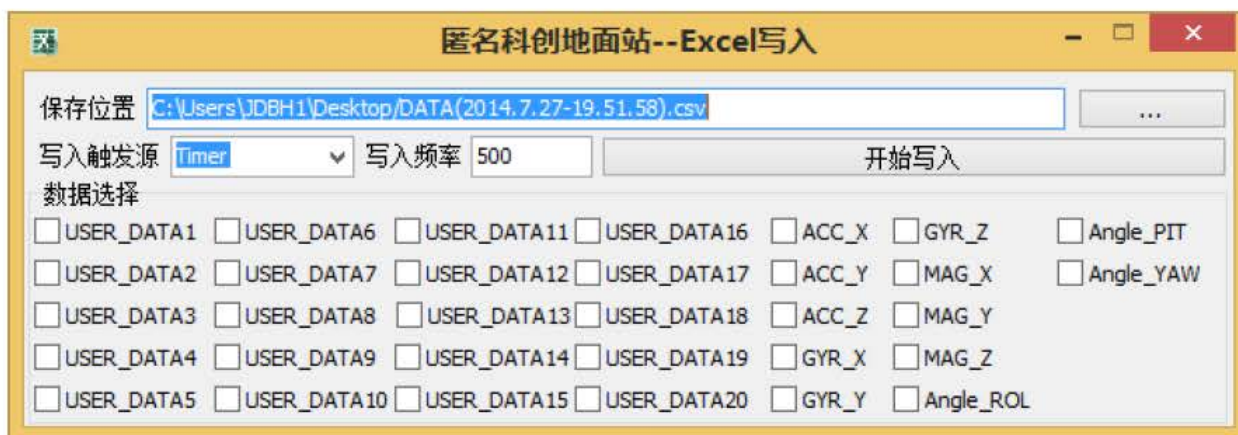 匿名科创地面站--Excel写入
保存位置 C:\Users\JDBH1\Desktop/DATA(2014.7.27-19.51.58).csv ...
写入触发源 Timer 写入频率 500 开始写入
数据选择
USER_DATA1 USER_DATA6 USER_DATA11 USER_DATA16 ACC_X GYR_Z Angle_PIT
USER_DATA2 USER_DATA7 USER_DATA12 USER_DATA17 ACC_Y MAG_X Angle_YAW
USER_DATA3 USER_DATA8 USER_DATA13 USER_DATA18 ACC_Z MAG_Y
USER_DATA4 USER_DATA9 USER_DATA14 USER_DATA19 GYR_X MAG_Z
USER_DATA5 USER_DATA10 USER_DATA15 USER_DATA20 GYR_Y Angle_ROL